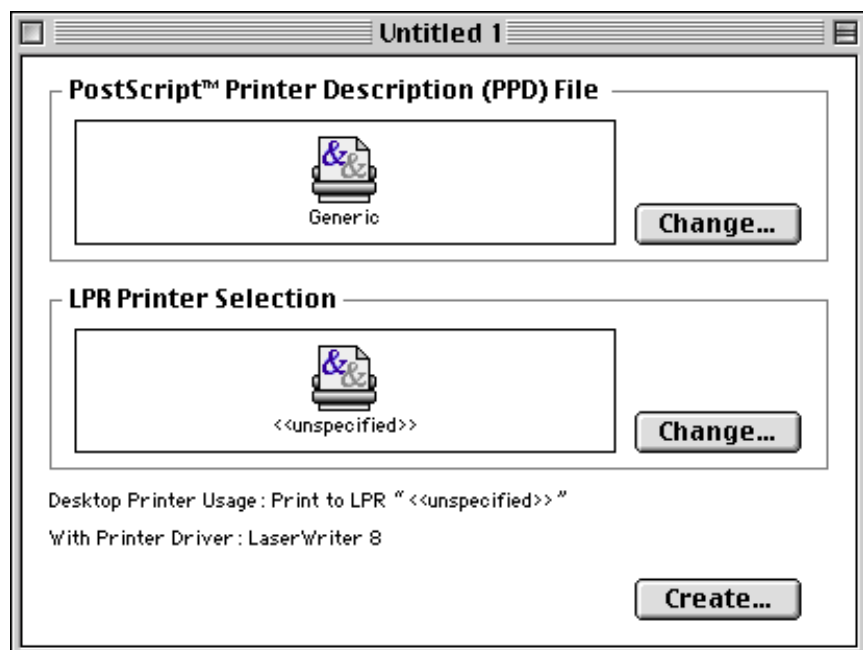 Untitled 1
PostScript™ Printer Description (PPD) File
&&
Generic
Change...
LPR Printer Selection
&&
<<unspecified>>
Change...
Desktop Printer Usage: Print to LPR "<<unspecified>>"
With Printer Driver: LaserWriter 8
Create...